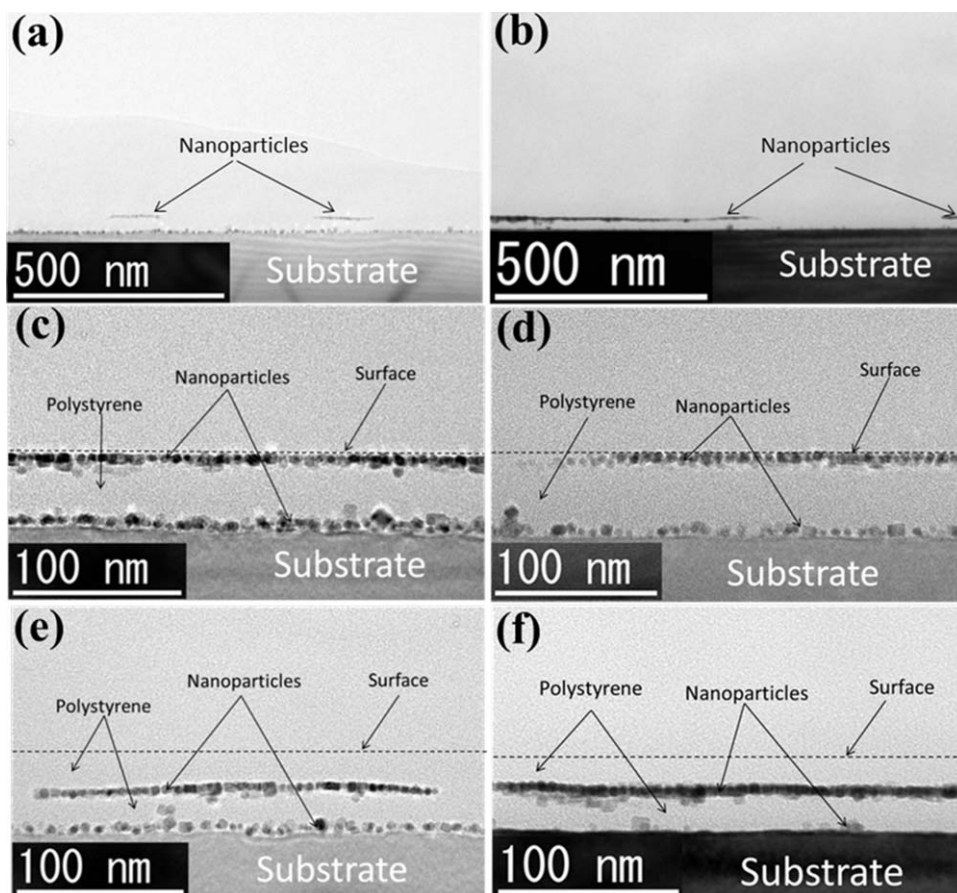 (a)
Nanoparticles
500 nm
Substrate
(b)
Nanoparticles
500 nm
Substrate
(c)
Nanoparticles
Surface
Polystyrene
100 nm
Substrate
(d)
Surface
Polystyrene
Nanoparticles
100 nm
Substrate
(e)
Nanoparticles
Surface
Polystyrene
100 nm
Substrate
(f)
Polystyrene
Nanoparticles
Surface
100 nm
Substrate